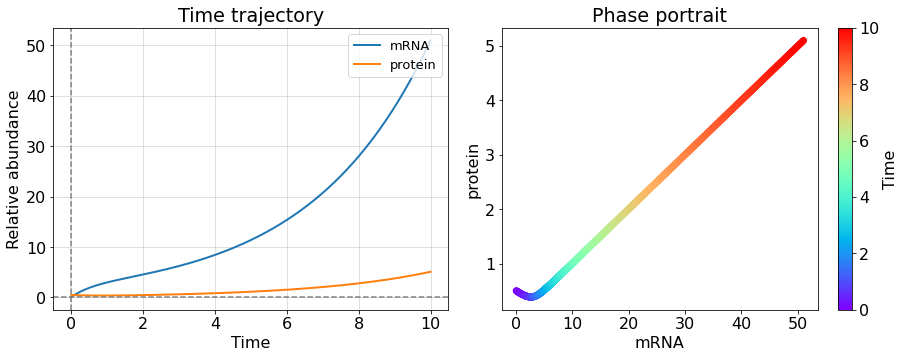 Time trajectory
Relative abundance
50
40
30
20
10
0
mRNA
protein
0 2 4 6 8 10
Time
Phase portrait
protein
5
4
3
2
1
0 10 20 30 40 50
mRNA
10
8
6
4
2
0
Time